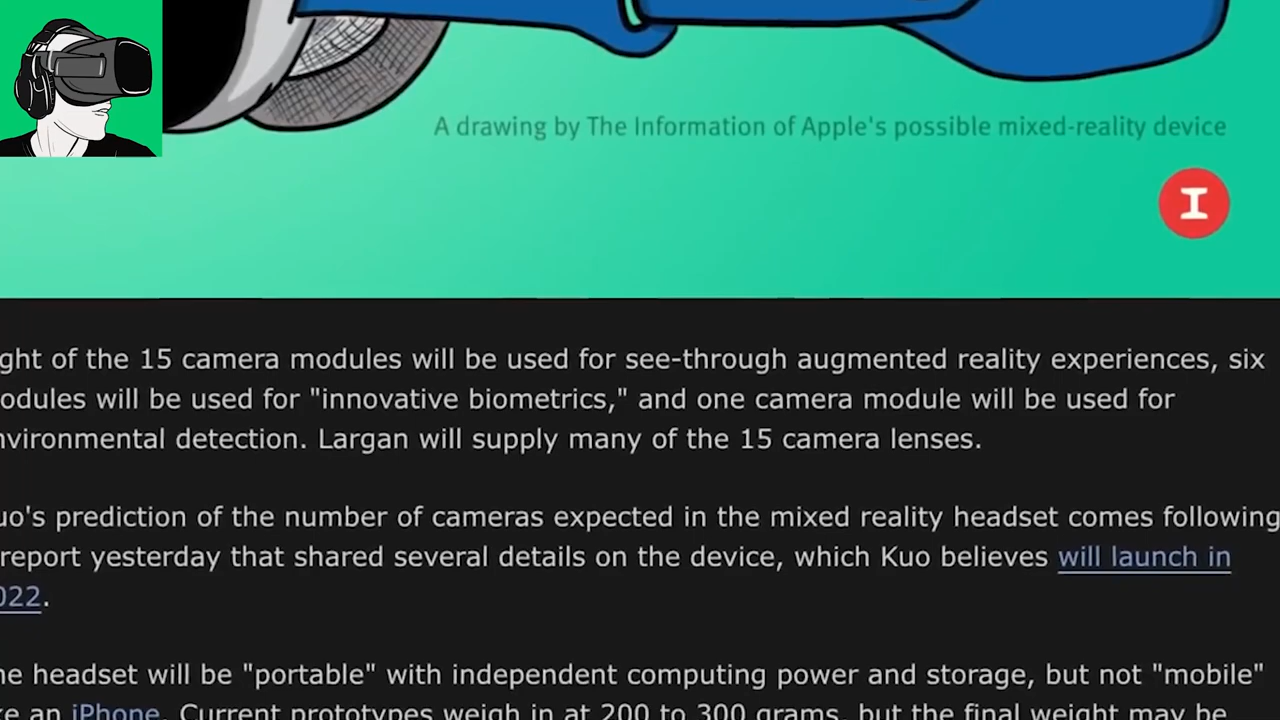 A drawing by The Information of Apple's possible mixed-reality device
I
ght of the 15 camera modules will be used for see-through augmented reality experiences, six
odules will be used for "innovative biometrics," and one camera module will be used for
nvironmental detection. Largan will supply many of the 15 camera lenses.
uo's prediction of the number of cameras expected in the mixed reality headset comes following
report yesterday that shared several details on the device, which Kuo believes will launch in
022.
he headset will be "portable" with independent computing power and storage, but not "mobile"
ke an iPhone. Current prototypes weigh in at 200 to 300 grams, but the final weight may be